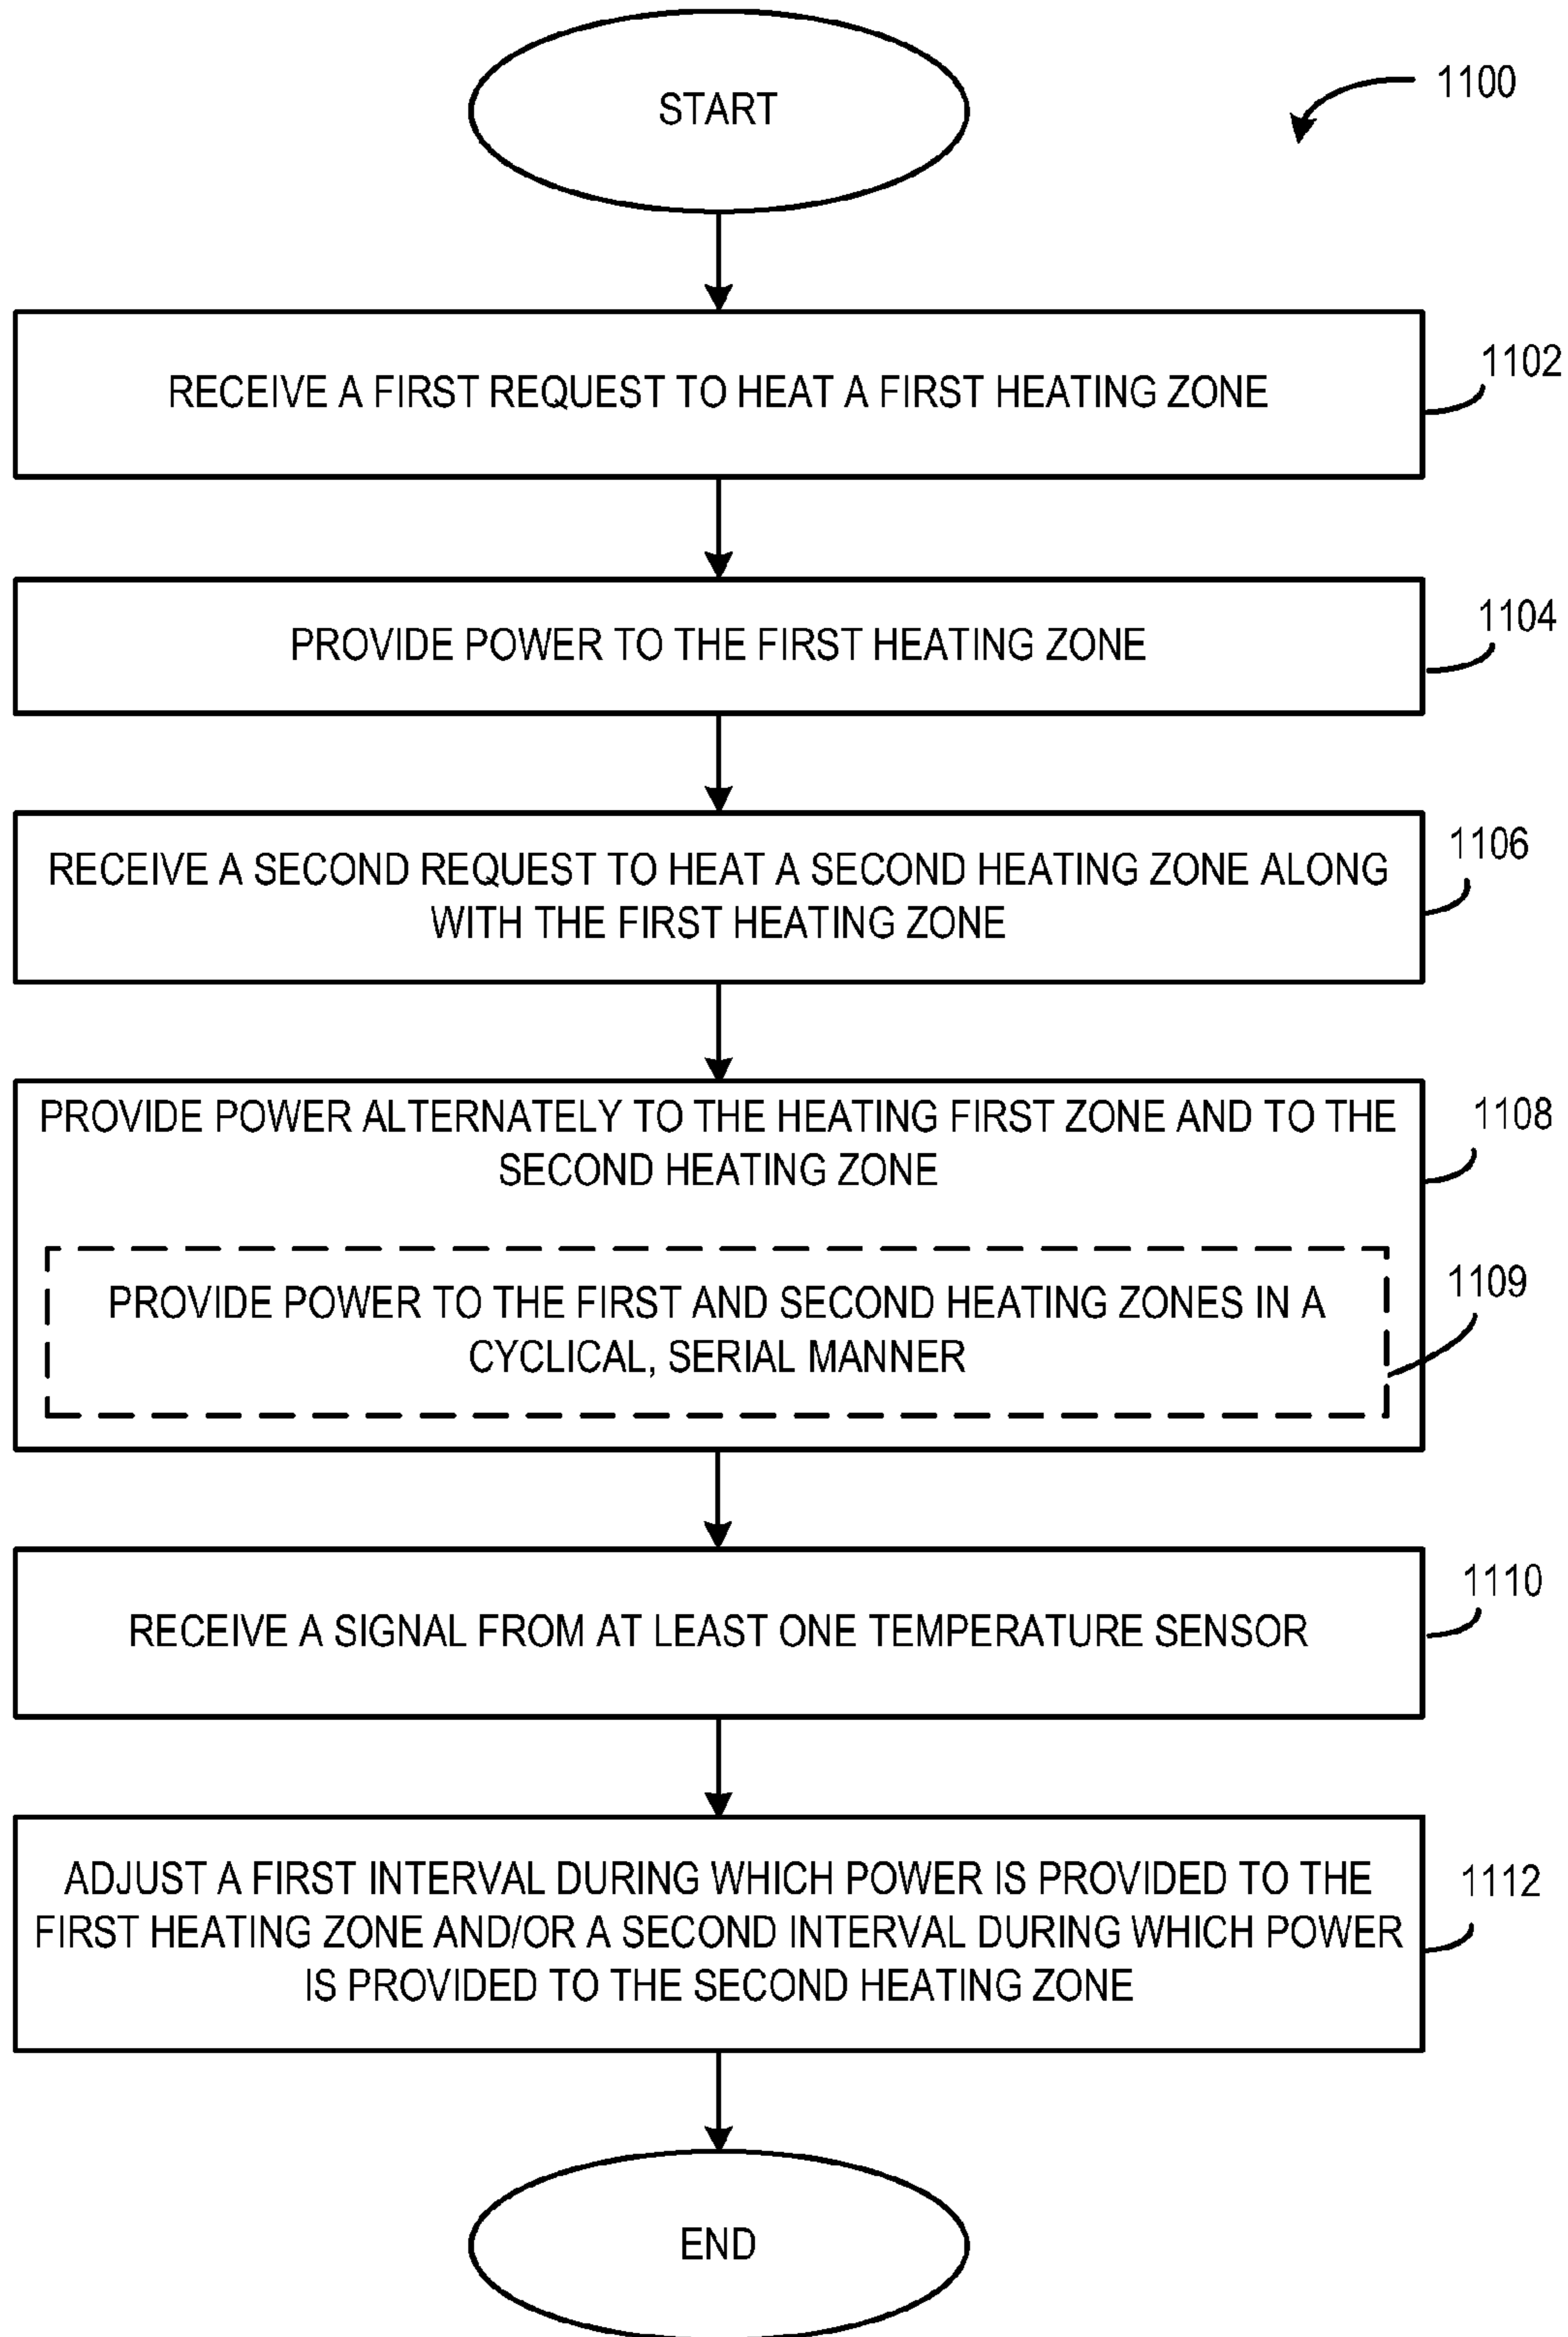 START
1100
RECEIVE A FIRST REQUEST TO HEAT A FIRST HEATING ZONE
1102
PROVIDE POWER TO THE FIRST HEATING ZONE
1104
RECEIVE A SECOND REQUEST TO HEAT A SECOND HEATING ZONE ALONG
WITH THE FIRST HEATING ZONE
1106
PROVIDE POWER ALTERNATELY TO THE HEATING FIRST ZONE AND TO THE
SECOND HEATING ZONE
1108
PROVIDE POWER TO THE FIRST AND SECOND HEATING ZONES IN A
CYCLICAL, SERIAL MANNER
1109
RECEIVE A SIGNAL FROM AT LEAST ONE TEMPERATURE SENSOR
1110
ADJUST A FIRST INTERVAL DURING WHICH POWER IS PROVIDED TO THE
FIRST HEATING ZONE AND/OR A SECOND INTERVAL DURING WHICH POWER
IS PROVIDED TO THE SECOND HEATING ZONE
1112
END